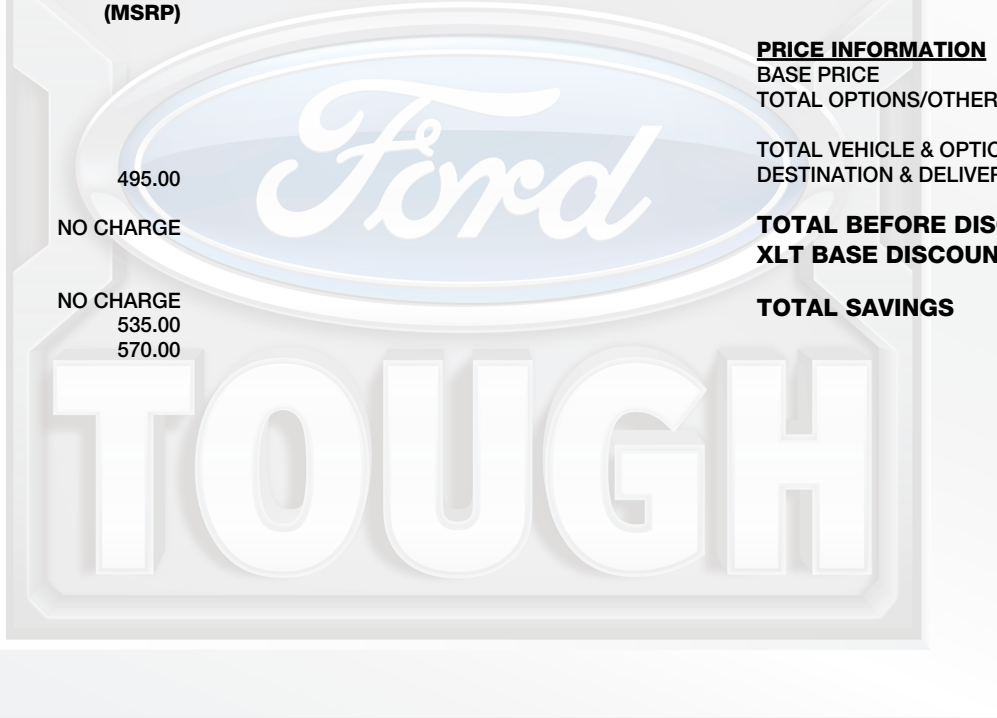 (MSRP)
495.00
NO CHARGE
NO CHARGE
535.00
570.00
PRICE INFORMATION
BASE PRICE
TOTAL OPTIONS/OTHER
TOTAL VEHICLE & OPTIO
DESTINATION & DELIVER
TOTAL BEFORE DIS
XLT BASE DISCOUN
TOTAL SAVINGS
Ford
TOUGH